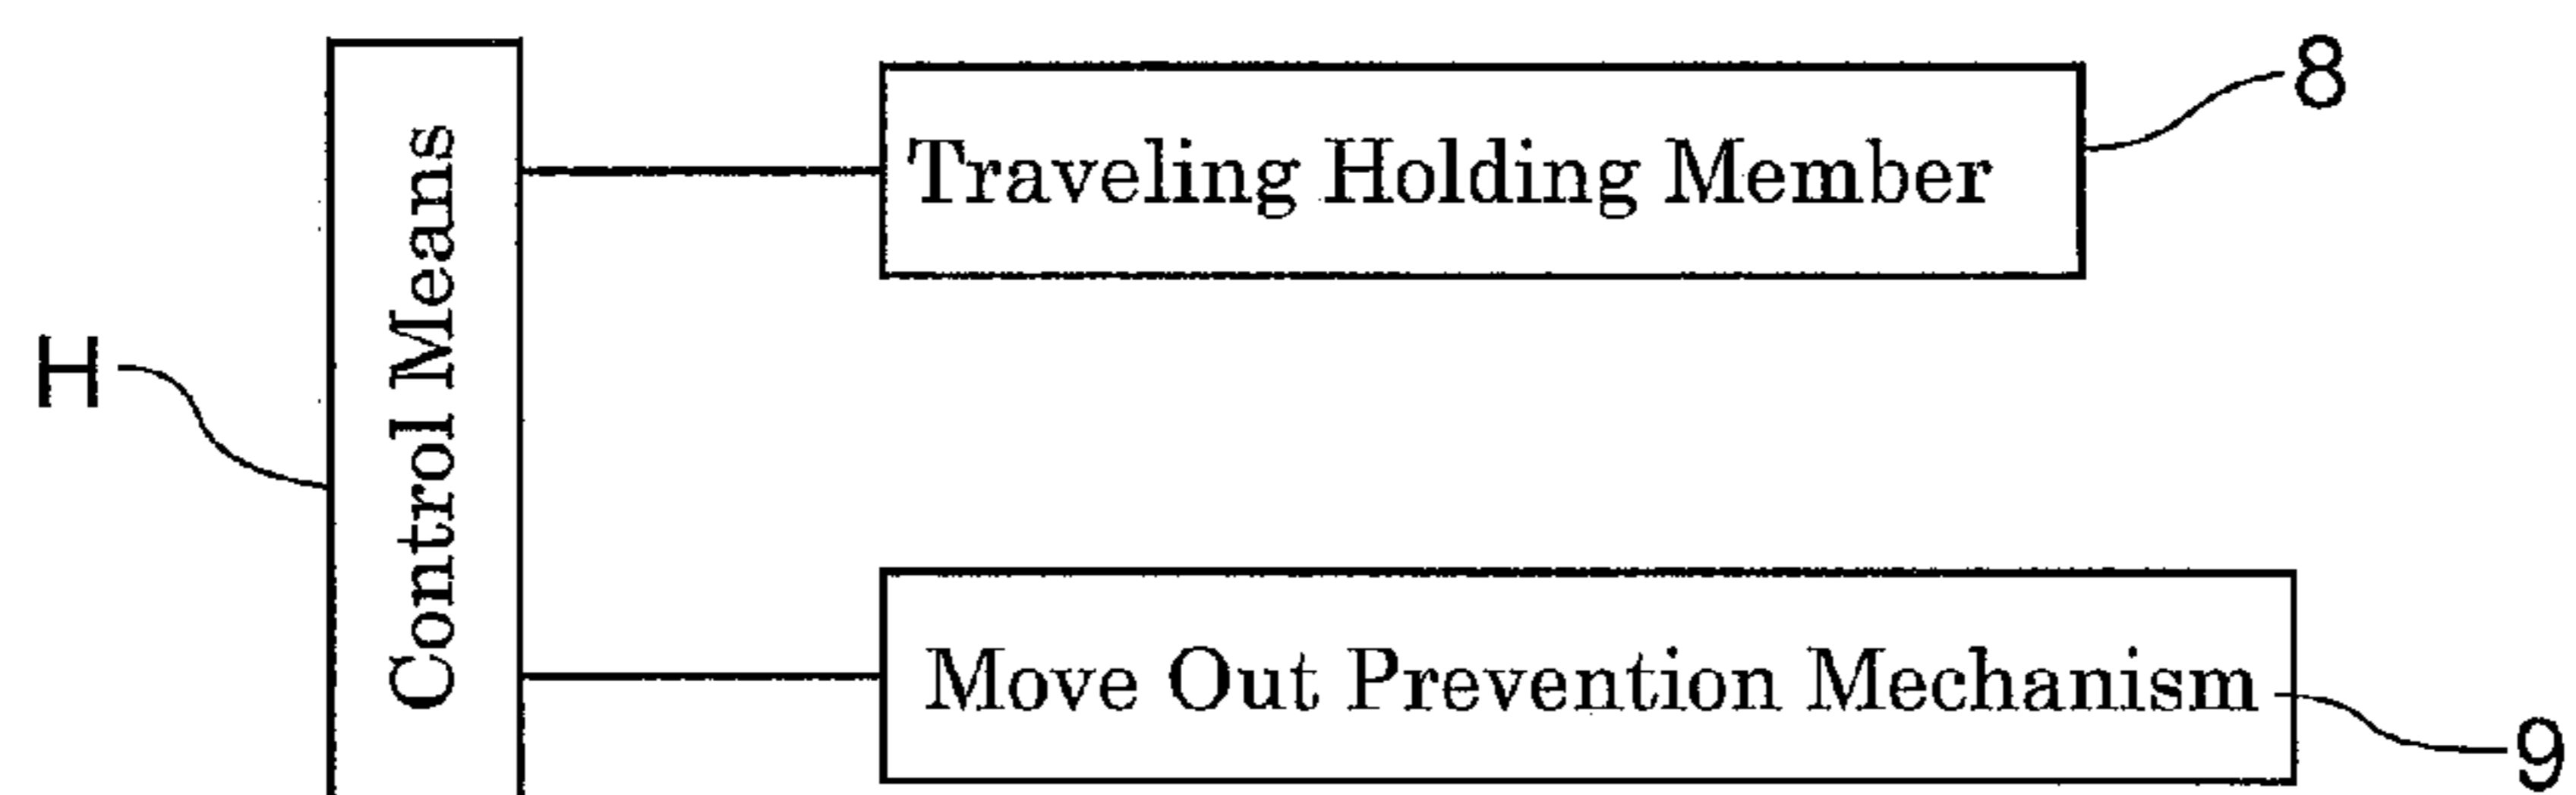 8
Traveling Holding Member
H
Control Means
Move Out Prevention Mechanism
9